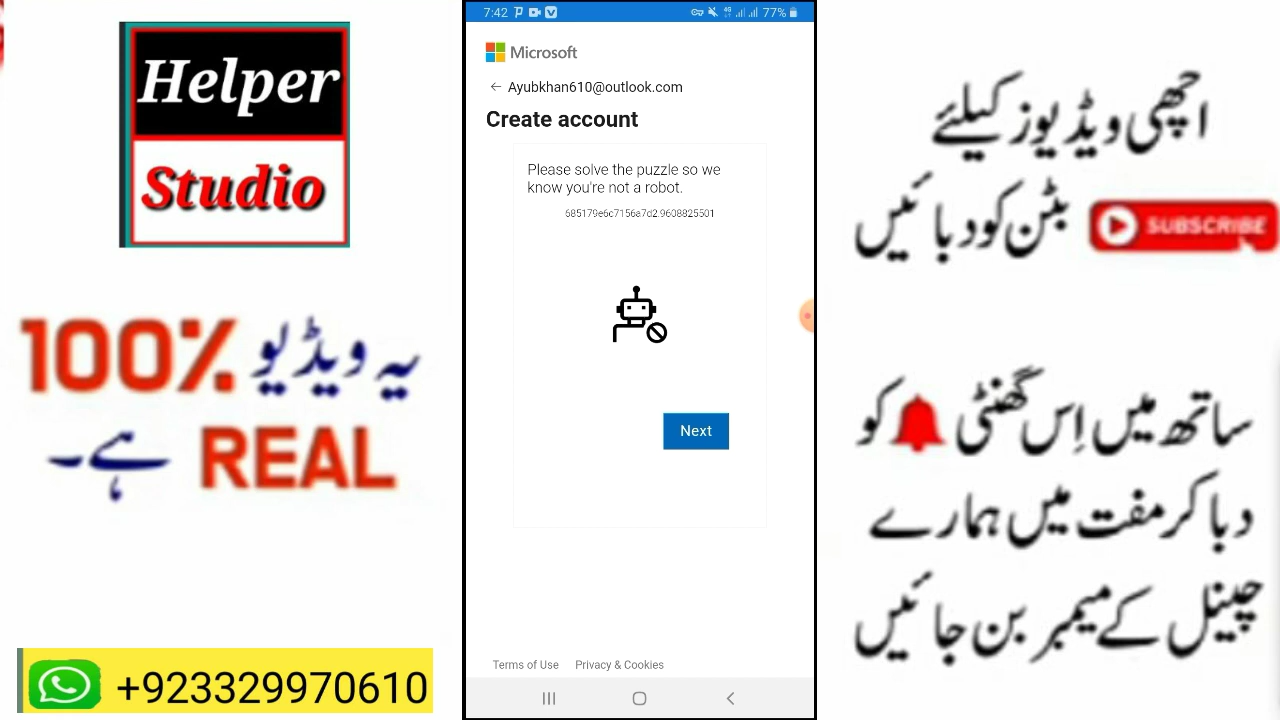 Helper
Studio
یہ ویڈیو 100%
REAL ہے۔
+923329970610
7:42
4G
77%
Microsoft
← Ayubkhan610@outlook.com
Create account
Please solve the puzzle so we
know you're not a robot.
685179e6c7156a7d2.9608825501
Next
Terms of Use Privacy & Cookies
اچھی ویڈیوز کیلئے
SUBSCRIBE بٹن کو دبائیں
ساتھ میں اِس گھنٹی کو
دبا کر مفت میں ہمارے
چینل کے میمبر بن جائیں